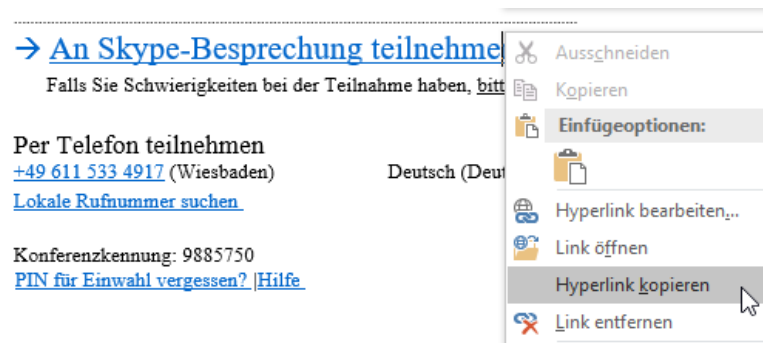 → An Skype-Besprechung teilnehme
Falls Sie Schwierigkeiten bei der Teilnahme haben, bitt
Per Telefon teilnehmen
+49 611 533 4917 (Wiesbaden) Deutsch (Deut
Lokale Rufnummer suchen
Konferenzkennung: 9885750
PIN für Einwahl vergessen? |Hilfe
Ausschneiden
Kopieren
Einfügeoptionen:
Hyperlink bearbeiten...
Link öffnen
Hyperlink kopieren
Link entfernen